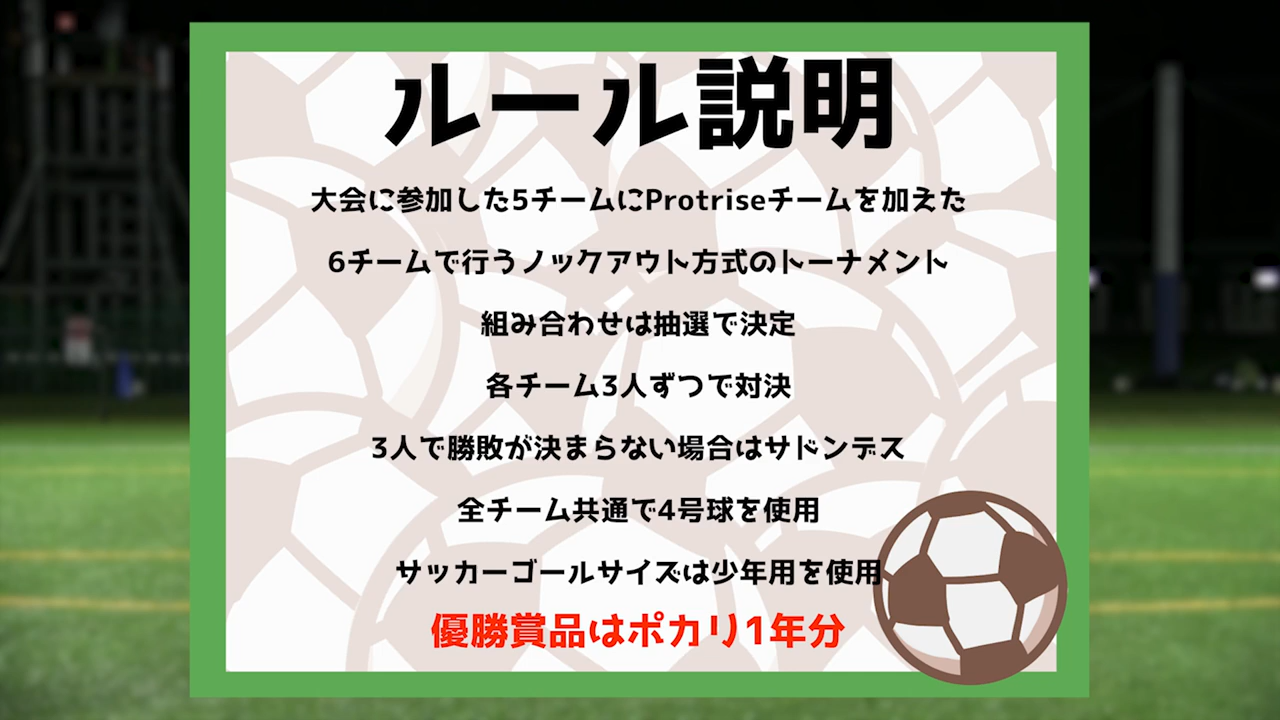 ルール説明
大会に参加した5チームにProtriseチームを加えた
6チームで行うノックアウト方式のトーナメント
組み合わせは抽選で決定
各チーム3人ずつで対決
3人で勝敗が決まらない場合はサドンデス
全チーム共通で4号球を使用
サッカーゴールサイズは少年用を使用
優勝賞品はポカリ1年分